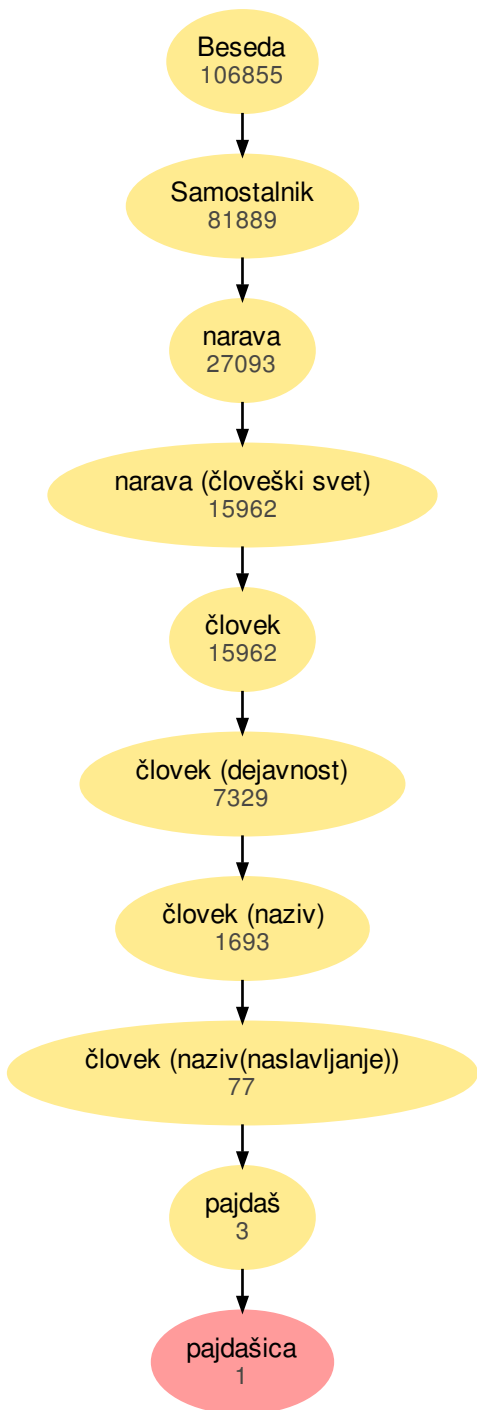 Beseda
106855
Samostalnik
81889
narava
27093
narava (človeški svet)
15962
človek
15962
človek (dejavnost)
7329
človek (naziv)
1693
človek (naziv(naslavljanje))
77
pajdaš
3
pajdašica
1